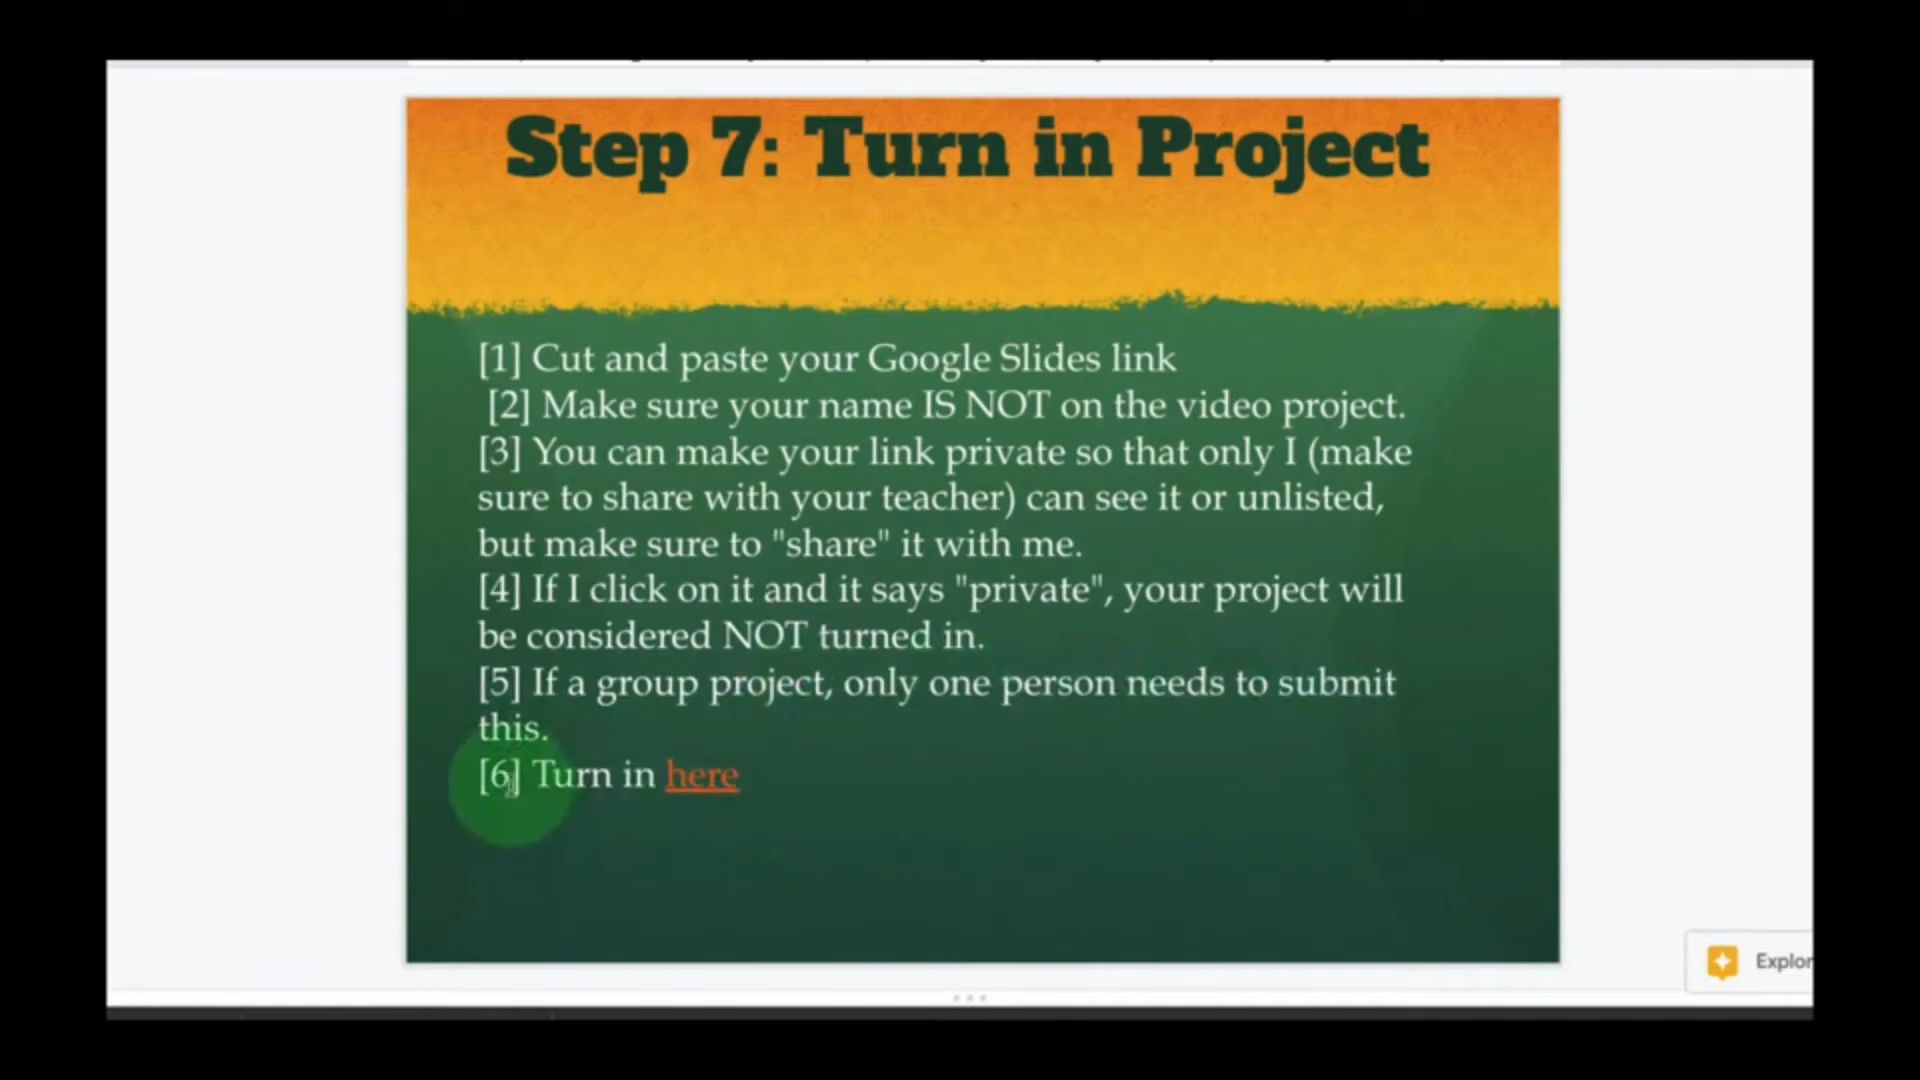 Step 7: Turn in Project
[1] Cut and paste your Google Slides link
[2] Make sure your name IS NOT on the video project.
[3] You can make your link private so that only I (make
sure to share with your teacher) can see it or unlisted,
but make sure to "share" it with me.
[4] If I click on it and it says "private", your project will
be considered NOT turned in.
[5] If a group project, only one person needs to submit
this.
[6] Turn in here
Explor